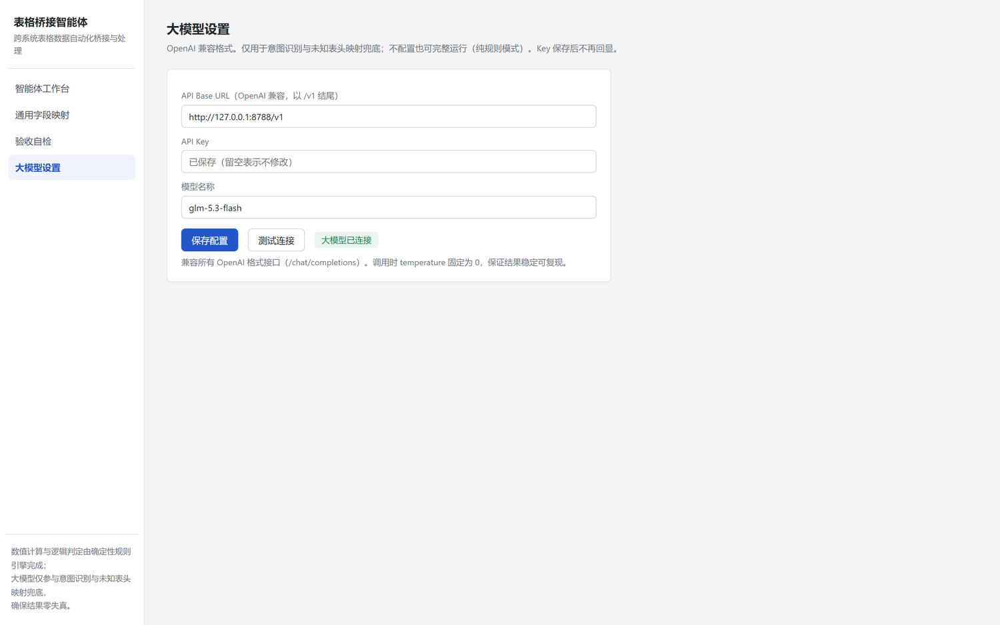 表格桥接智能体
跨系统表格数据自动化桥接与处
理
智能体工作台
通用字段映射
验收自检
大模型设置
数值计算与逻辑判定由确定性规则
引擎完成；
大模型仅参与意图识别与未知表头
映射兜底，
确保结果零失真。
大模型设置
OpenAI 兼容格式。仅用于意图识别与未知表头映射兜底；不配置也可完整运行（纯规则模式）。Key 保存后不再回显。
API Base URL（OpenAI 兼容，以 /v1 结尾）
http://127.0.0.1:8788/v1
API Key
已保存（留空表示不修改）
模型名称
glm-5.3-flash
保存配置 测试连接 大模型已连接
兼容所有 OpenAI 格式接口（/chat/completions）。调用时 temperature 固定为 0，保证结果稳定可复现。